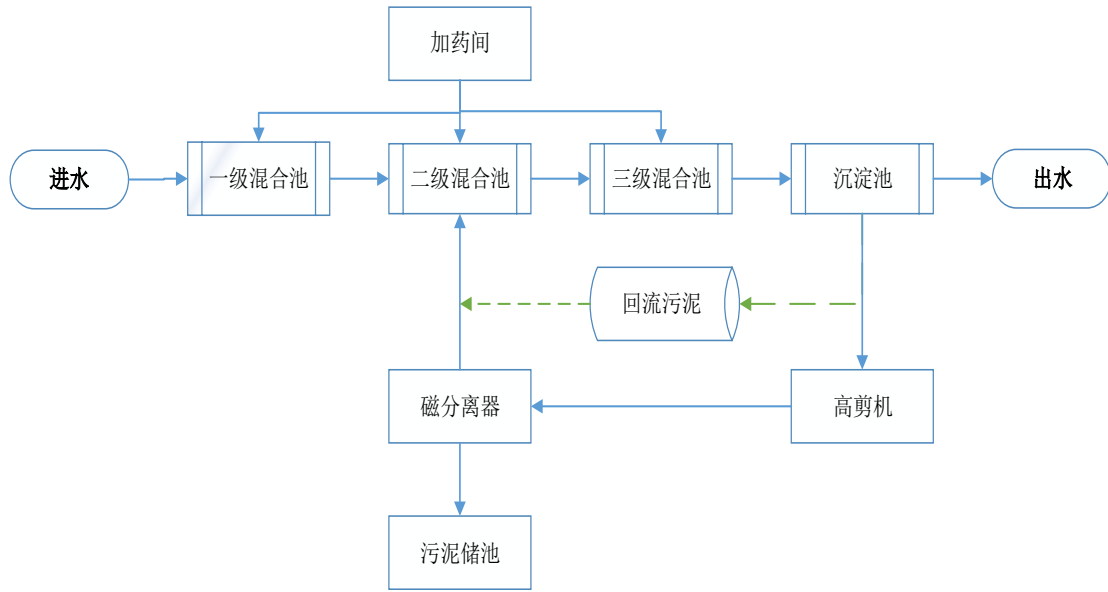 加药间
进水
一级混合池
二级混合池
三级混合池
沉淀池
出水
回流污泥
磁分离器
高剪机
污泥储池